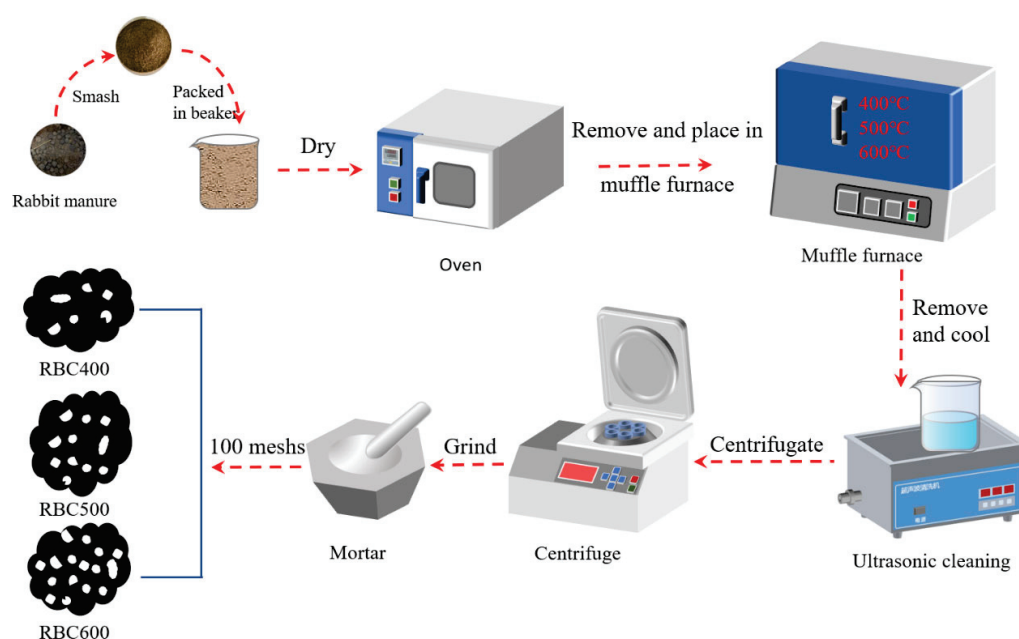 Smash
Packed
in beaker
Rabbit manure
Dry
Oven
Remove and place in
muffle furnace
400°C
500°C
600°C
Muffle furnace
Remove
and cool
Ultrasonic cleaning
Centrifugate
Centrifuge
Grind
Mortar
100 meshs
RBC400
RBC500
RBC600